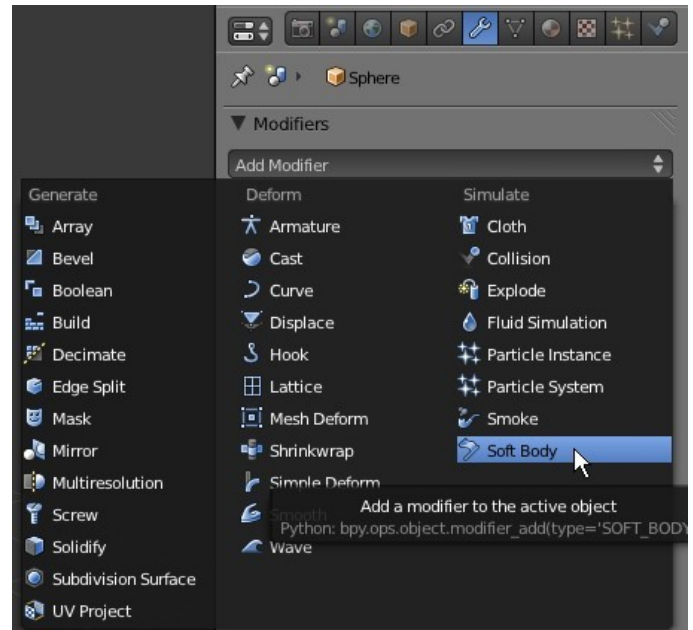 Sphere
Modifiers
Add Modifier
Generate
Array
Bevel
Boolean
Build
Decimate
Edge Split
Mask
Mirror
Multiresolution
Screw
Solidify
Subdivision Surface
UV Project
Deform
Armature
Cast
Curve
Displace
Hook
Lattice
Mesh Deform
Shrinkwrap
Simple Deform
Smooth
Wave
Simulate
Cloth
Collision
Explode
Fluid Simulation
Particle Instance
Particle System
Smoke
Soft Body
Add a modifier to the active object
Python: bpy.ops.object.modifier_add(type='SOFT_BODY